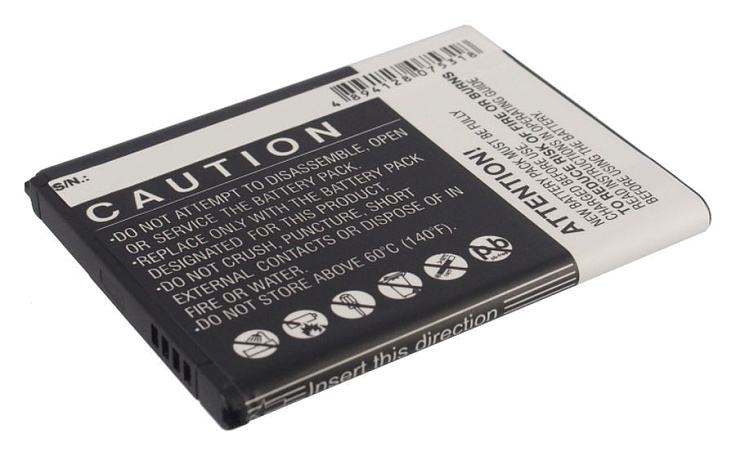 S/N.:
4 894128 075318
CAUTION
•DO NOT ATTEMPT TO DISASSEMBLE, OPEN
OR SERVICE THE BATTERY PACK.
•REPLACE ONLY WITH THE BATTERY PACK
DESIGNATED FOR THIS PRODUCT.
•DO NOT CRUSH, PUNCTURE, SHORT
EXTERNAL CONTACTS OR DISPOSE OF IN
FIRE OR WATER.
•DO NOT STORE ABOVE 60°C (140°F).
Pb
Insert this direction
ATTENTION!
NEW BATTERY PACK MUST BE FULLY
CHARGED BEFORE USE.
TO REDUCE RISK OF FIRE OR BURNS
READ INSTRUCTIONS IN OPERATING GUIDE
BEFORE USING THE BATTERY.